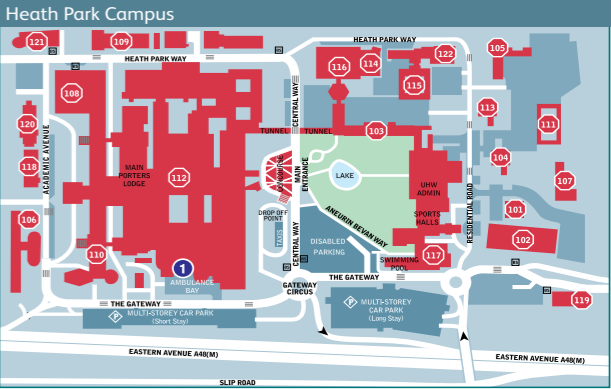 Heath Park Campus
121
109
HEATH PARK WAY
HEATH PARK WAY
122
105
116
114
115
108
CENTRAL WAY
113
120
111
TUNNEL
TUNNEL
103
ACADEMIC AVENUE
118
MAIN
PORTERS
LODGE
112
MAIN
ENTRANCE
LAKE
104
107
UHW
ADMIN
RESIDENTIAL ROAD
106
DROP OFF
POINT
TAXIS
CENTRAL WAY
ANEURIN BEVAN WAY
SPORTS
HALLS
101
102
DISABLED
PARKING
110
1
AMBULANCE
BAY
SWIMMING
POOL
117
THE GATEWAY
THE GATEWAY
GATEWAY
CIRCUS
P
MULTI-STOREY
CAR PARK
(Short Stay)
P
MULTI-STOREY
CAR PARK
(Long Stay)
119
EASTERN AVENUE A48(M)
EASTERN AVENUE A48(M)
SLIP ROAD